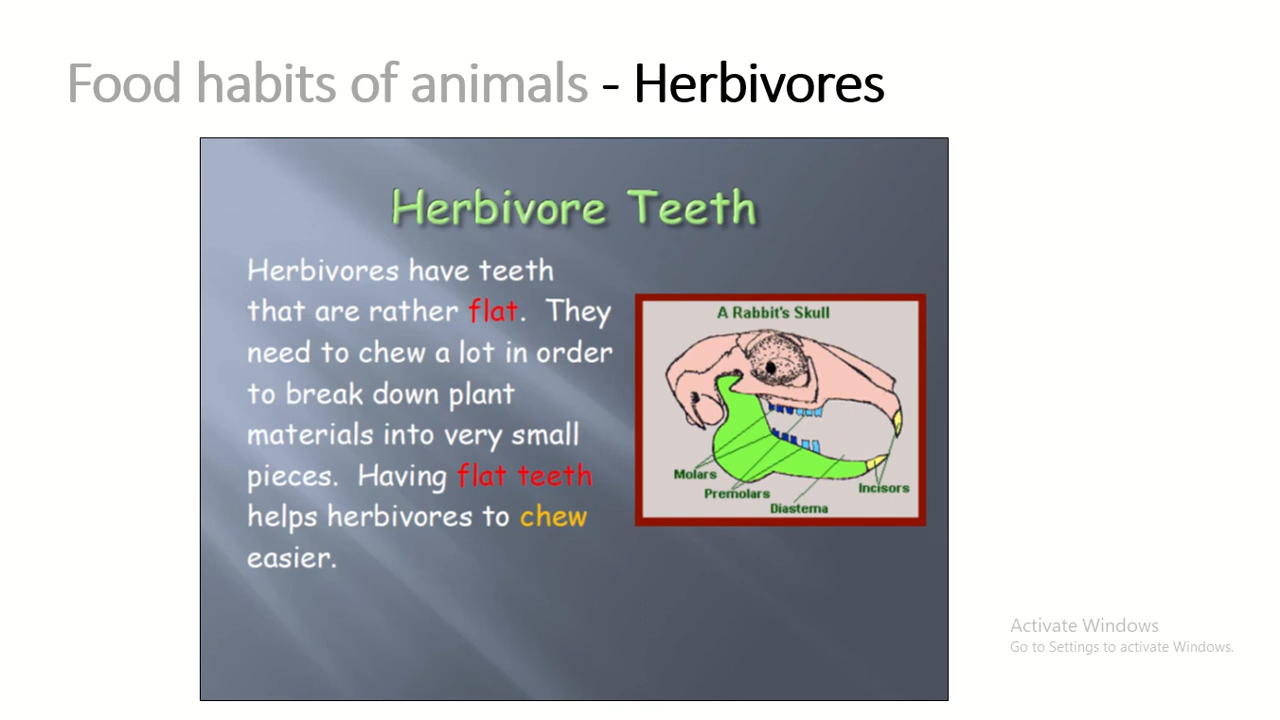 Food habits of animals - Herbivores
Herbivore Teeth
Herbivores have teeth
that are rather flat. They
need to chew a lot in order
to break down plant
materials into very small
pieces. Having flat teeth
helps herbivores to chew
easier.
A Rabbit's Skull
Molars
Premolars
Diastema
Incisors
Activate Windows
Go to Settings to activate Windows.